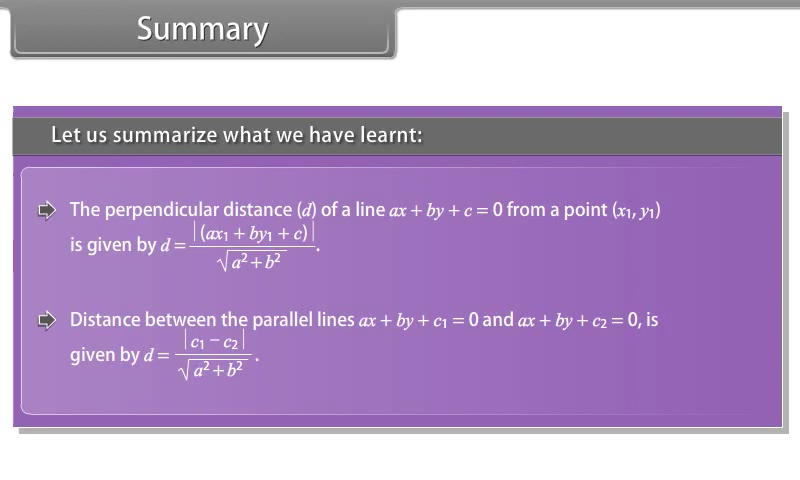 Summary
Let us summarize what we have learnt:
The perpendicular distance (d) of a line ax + by + c = 0 from a point (x₁, y₁)
is given by d = |(ax₁ + by₁ + c)| / √(a² + b²).
Distance between the parallel lines ax + by + c₁ = 0 and ax + by + c₂ = 0, is
given by d = |c₁ − c₂| / √(a² + b²).